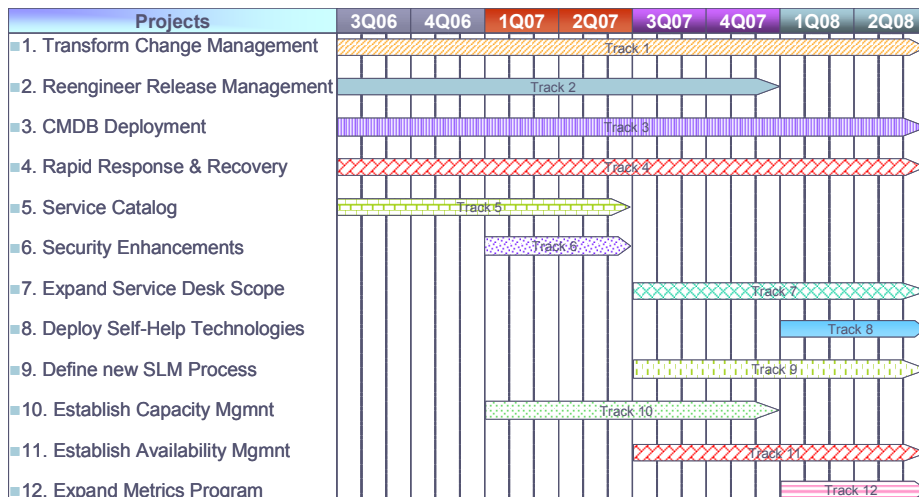 Projects 3Q06 4Q06 1Q07 2Q07 3Q07 4Q07 1Q08 2Q08
1. Transform Change Management Track 1
2. Reengineer Release Management Track 2
3. CMDB Deployment Track 3
4. Rapid Response & Recovery Track 4
5. Service Catalog Track 5
6. Security Enhancements Track 6
7. Expand Service Desk Scope Track 7
8. Deploy Self-Help Technologies Track 8
9. Define new SLM Process Track 9
10. Establish Capacity Mgmnt Track 10
11. Establish Availability Mgmnt Track 11
12. Expand Metrics Program Track 12